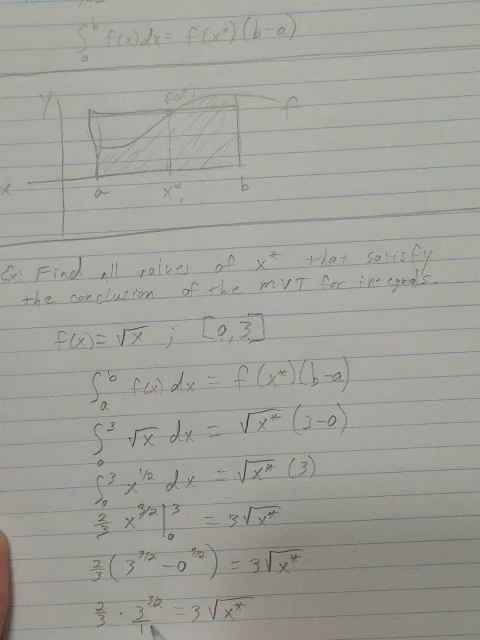 ∫ₐᵇ f(x)dx = f(x*)(b-a)
y
f(x*)
f
x
a
x*
b
Ex: Find all values of x* that satisfy
the conclusion of the MVT for integrals.
f(x) = √x ; [0, 3]
∫ₐᵇ f(x) dx = f(x*)(b-a)
∫₀³ √x dx = √x* (3-0)
∫₀³ x^1/2 dx = √x* (3)
2/3 x^3/2 |₀³ = 3√x*
2/3 (3^3/2 - 0^3/2) = 3√x*
2/3 · 3^3/2 / 1 = 3√x*